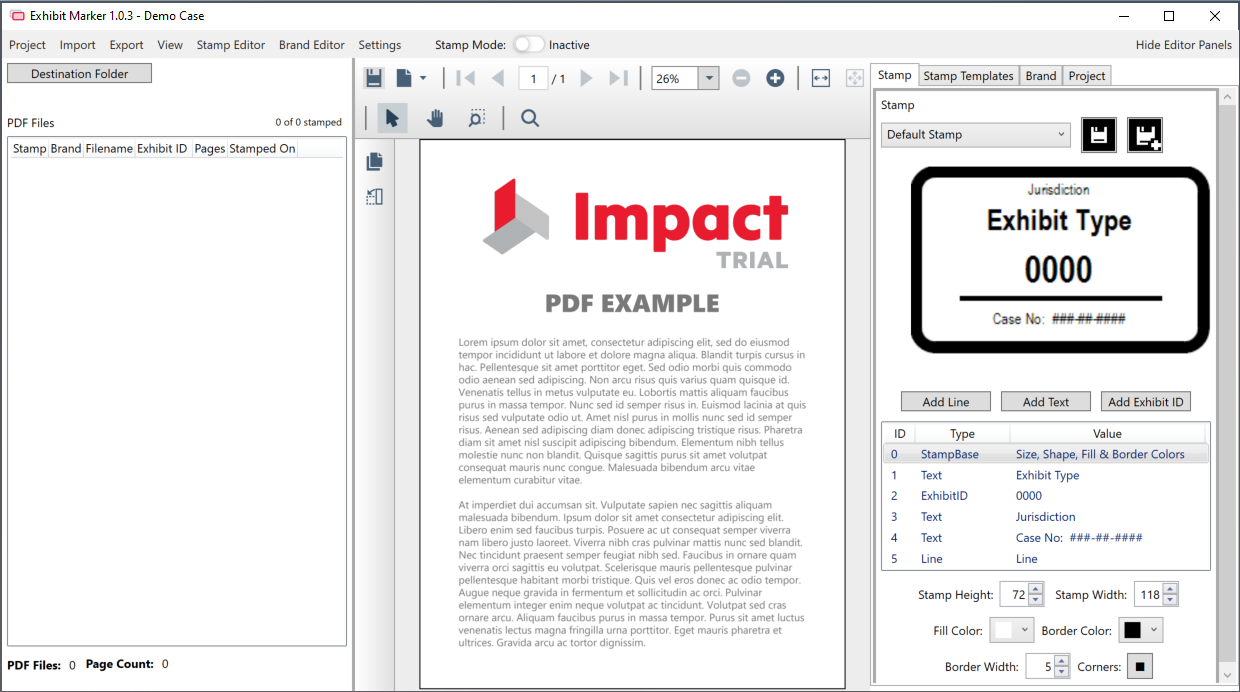 Exhibit Marker 1.0.3 - Demo Case
Project Import Export View Stamp Editor Brand Editor Settings Stamp Mode: Inactive Hide Editor Panels
Destination Folder
PDF Files 0 of 0 stamped
Stamp Brand Filename Exhibit ID Pages Stamped On
PDF Files: 0 Page Count: 0
1 / 1 26%
Impact
TRIAL
PDF EXAMPLE
Lorem ipsum dolor sit amet, consectetur adipiscing elit, sed do eiusmod
tempor incididunt ut labore et dolore magna aliqua. Blandit turpis cursus in
hac. Pellentesque sit amet porttitor eget. Sed odio morbi quis commodo
odio aenean sed adipiscing. Non arcu risus quis varius quam quisque id.
Venenatis tellus in metus vulputate eu. Lobortis mattis aliquam faucibus
purus in massa tempor. Nunc sed id semper risus in. Euismod lacinia at quis
risus sed vulputate odio ut. Amet nisl purus in mollis nunc sed id semper
risus. Aenean sed adipiscing diam donec adipiscing tristique risus. Pharetra
diam sit amet nisl suscipit adipiscing bibendum. Elementum nibh tellus
molestie nunc non blandit. Quisque sagittis purus sit amet volutpat
consequat mauris nunc congue. Malesuada bibendum arcu vitae
elementum curabitur vitae.
At imperdiet dui accumsan sit. Vulputate sapien nec sagittis aliquam
malesuada bibendum. Ipsum dolor sit amet consectetur adipiscing elit.
Libero enim sed faucibus turpis. Posuere ac ut consequat semper viverra
nam libero justo laoreet. Viverra nibh cras pulvinar mattis nunc sed blandit.
Nec tincidunt praesent semper feugiat nibh sed. Faucibus in ornare quam
viverra orci sagittis eu volutpat. Scelerisque mauris pellentesque pulvinar
pellentesque habitant morbi tristique. Quis vel eros donec ac odio tempor.
Augue neque gravida in fermentum et sollicitudin ac orci. Pulvinar
elementum integer enim neque volutpat ac tincidunt. Volutpat sed cras
ornare arcu. Aliquam faucibus purus in massa tempor. Purus sit amet luctus
venenatis lectus magna fringilla urna porttitor. Eget mauris pharetra et
ultrices. Gravida arcu ac tortor dignissim.
Stamp Stamp Templates Brand Project
Stamp
Default Stamp
Jurisdiction
Exhibit Type
0000
Case No: ###-##-####
Add Line Add Text Add Exhibit ID
ID Type Value
0 StampBase Size, Shape, Fill & Border Colors
1 Text Exhibit Type
2 ExhibitID 0000
3 Text Jurisdiction
4 Text Case No: ###-##-####
5 Line Line
Stamp Height: 72 Stamp Width: 118
Fill Color: Border Color:
Border Width: 5 Corners: